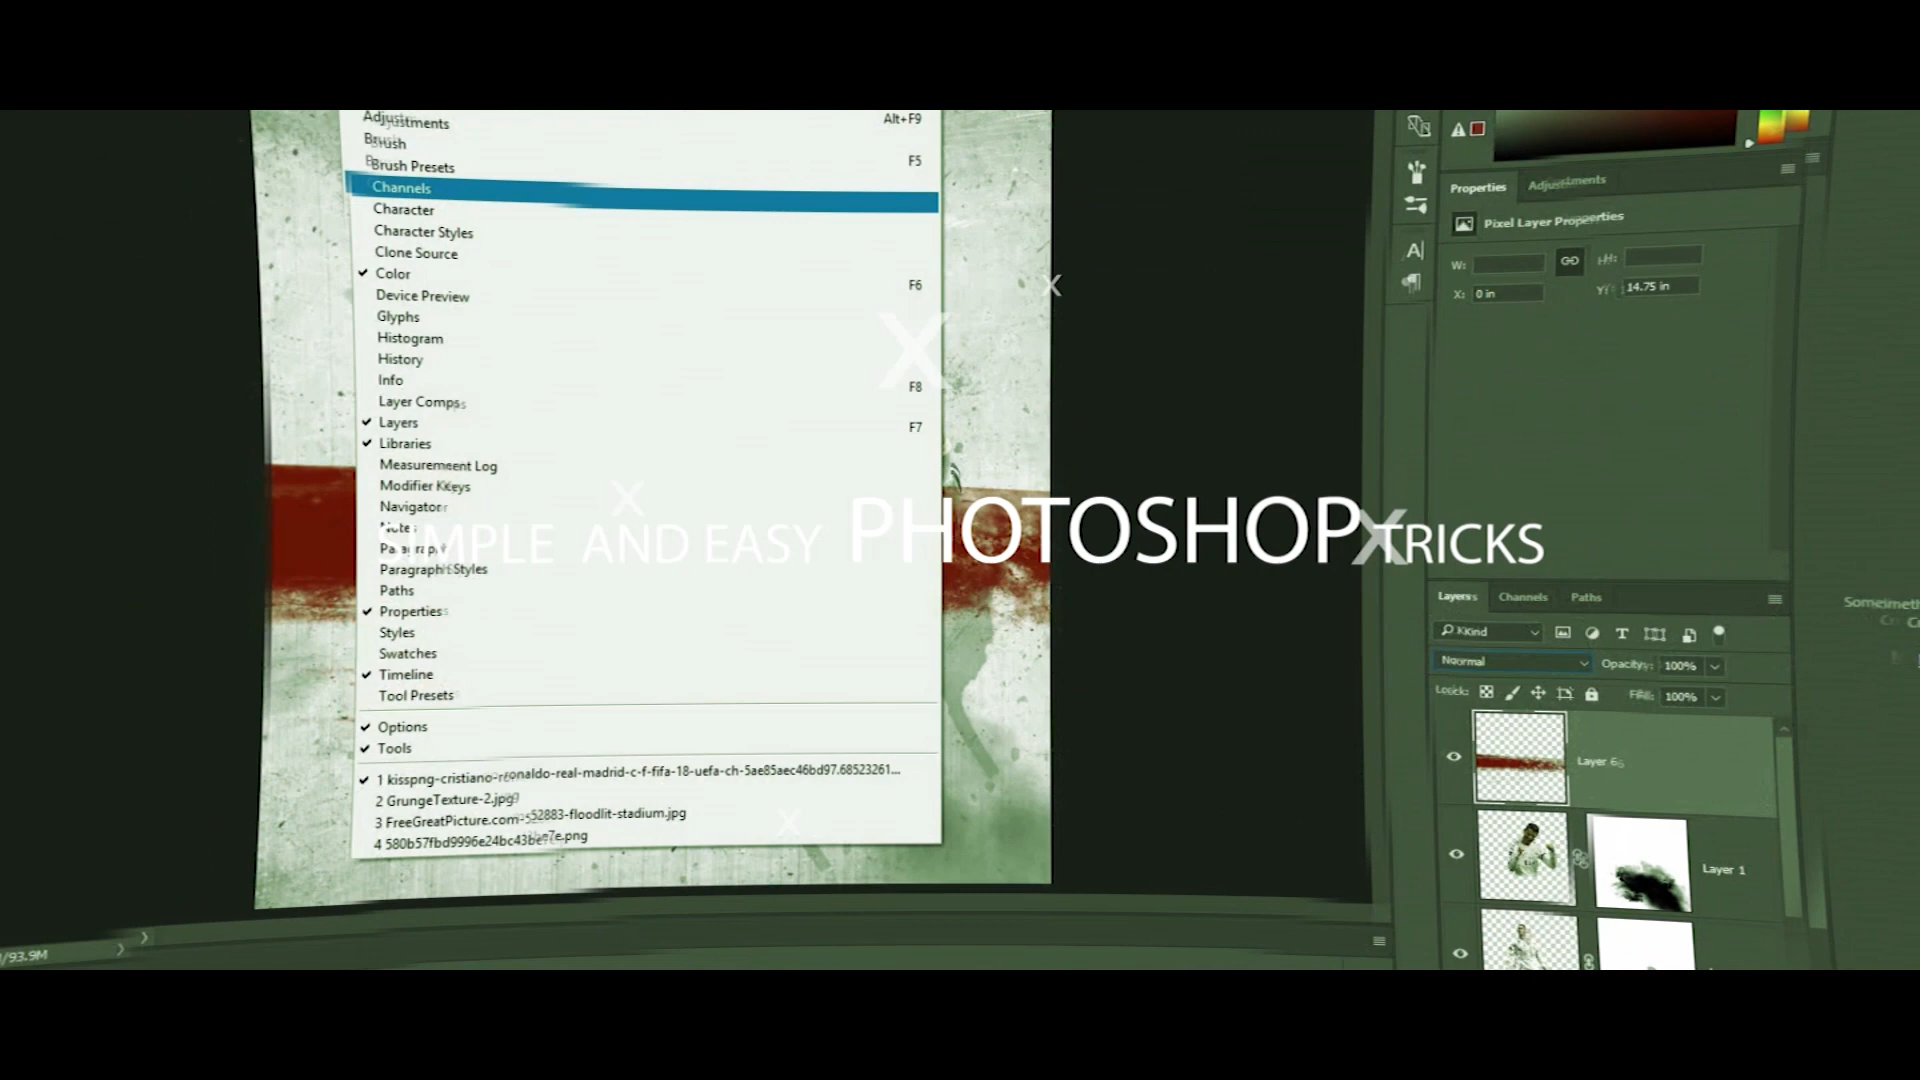 Adjustments Alt+F9
Brush F5
Brush Presets
Channels
Character
Character Styles
Clone Source
Color F6
Device Preview
Glyphs
Histogram
History
Info F8
Layer Comps
Layers F7
Libraries
Measurement Log
Modifier Keys
Navigator
Notes
Paragraph
Paragraph Styles
Paths
Properties
Styles
Swatches
Timeline
Tool Presets
Options
Tools
1 kisspng-cristiano-ronaldo-real-madrid-c-f-fifa-18-uefa-ch-5ae85aec46bd97.68523261...
2 GrungeTexture-2.jpg
3 FreeGreatPicture.com-52883-floodlit-stadium.jpg
4 580b57fbd9996e24bc43be7e.png
SIMPLE AND EASY PHOTOSHOP TRICKS
X
X
X
X
X
/93.9M
Properties Adjustments
Pixel Layer Properties
W: H:
X: 0 in Y: 14.75 in
Layers Channels Paths
Kind
Normal Opacity: 100%
Lock: Fill: 100%
Layer 6
Layer 1